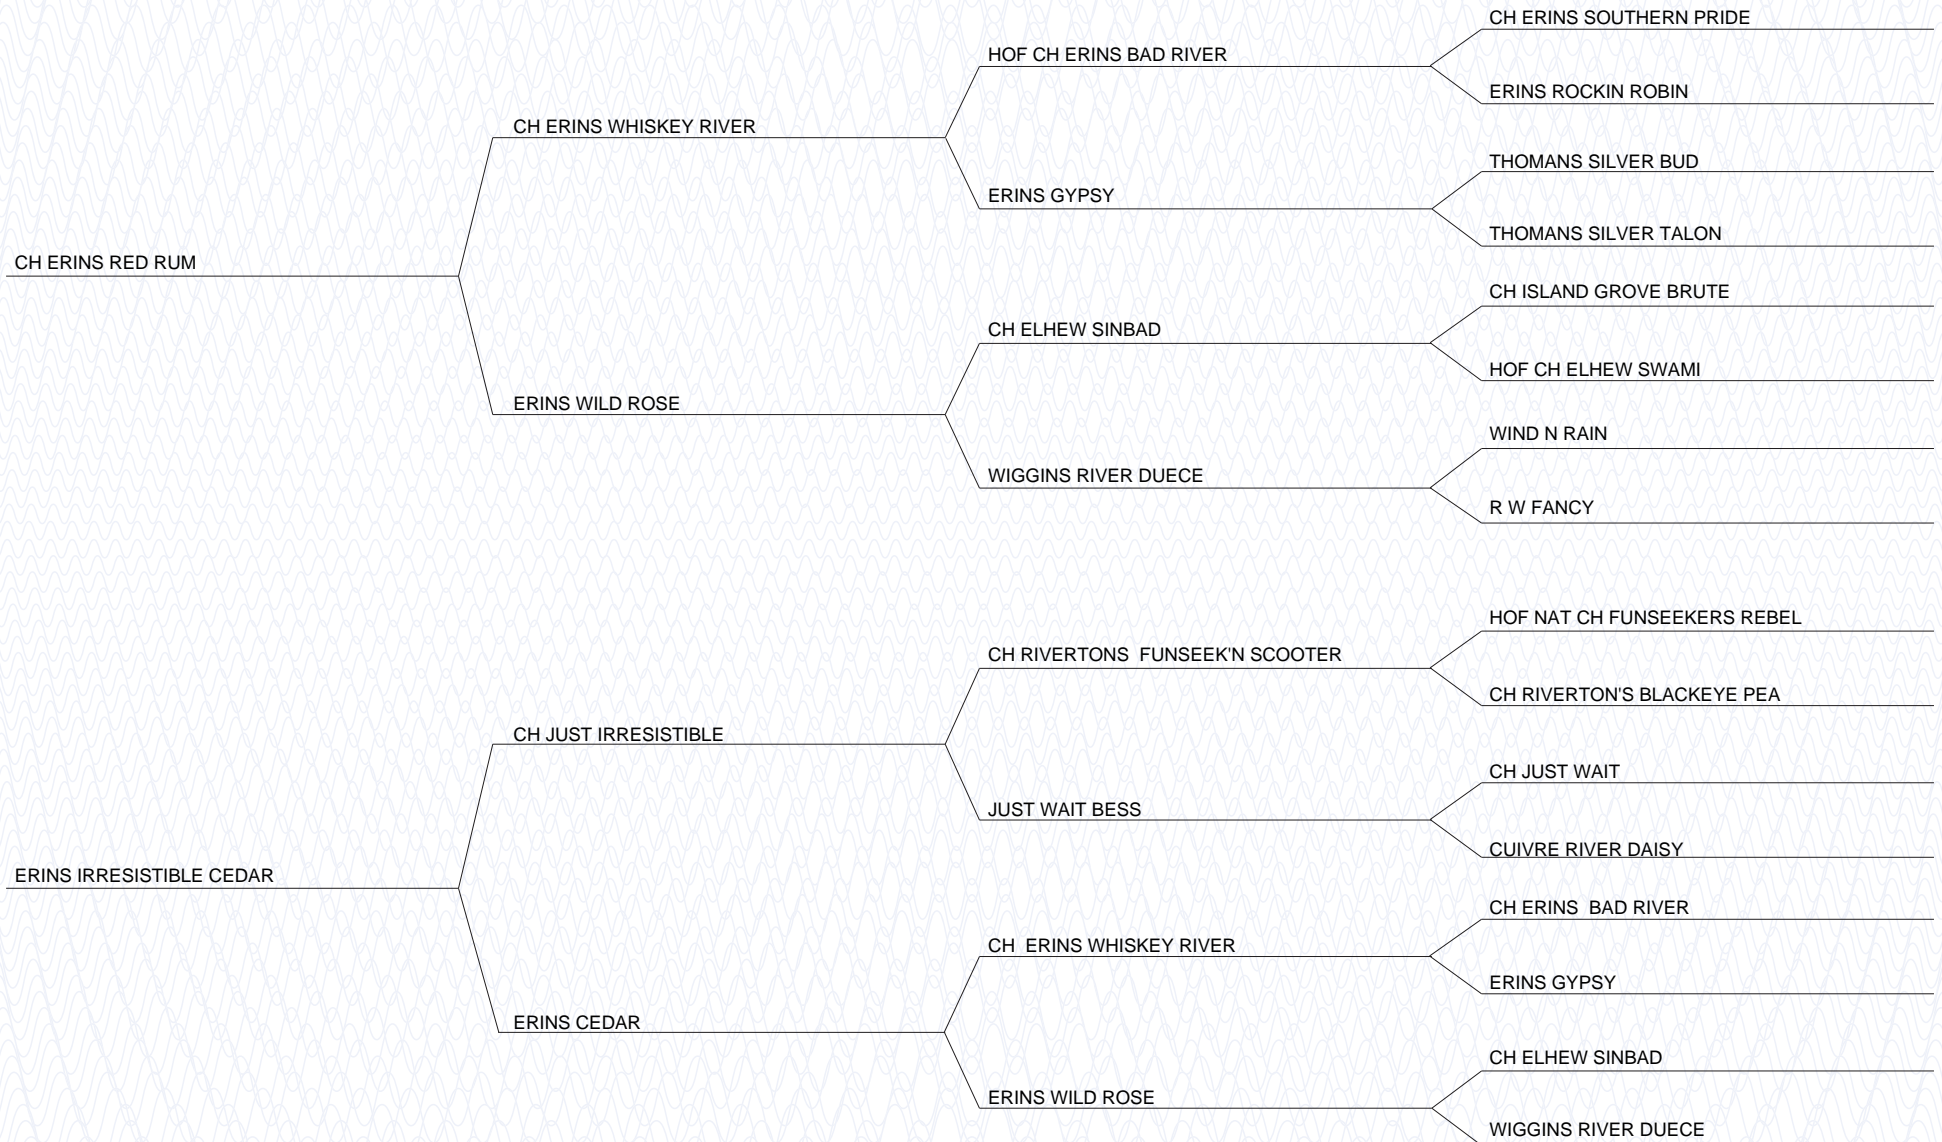 CH ERINS SOUTHERN PRIDE
HOF CH ERINS BAD RIVER
ERINS ROCKIN ROBIN
CH ERINS WHISKEY RIVER
THOMANS SILVER BUD
ERINS GYPSY
THOMANS SILVER TALON
CH ERINS RED RUM
CH ISLAND GROVE BRUTE
CH ELHEW SINBAD
HOF CH ELHEW SWAMI
ERINS WILD ROSE
WIND N RAIN
WIGGINS RIVER DUECE
R W FANCY
HOF NAT CH FUNSEEKERS REBEL
CH RIVERTONS  FUNSEEK'N SCOOTER
CH RIVERTON'S BLACKEYE PEA
CH JUST IRRESISTIBLE
CH JUST WAIT
JUST WAIT BESS
CUIVRE RIVER DAISY
ERINS IRRESISTIBLE CEDAR
CH ERINS  BAD RIVER
CH  ERINS WHISKEY RIVER
ERINS GYPSY
ERINS CEDAR
CH ELHEW SINBAD
ERINS WILD ROSE
WIGGINS RIVER DUECE